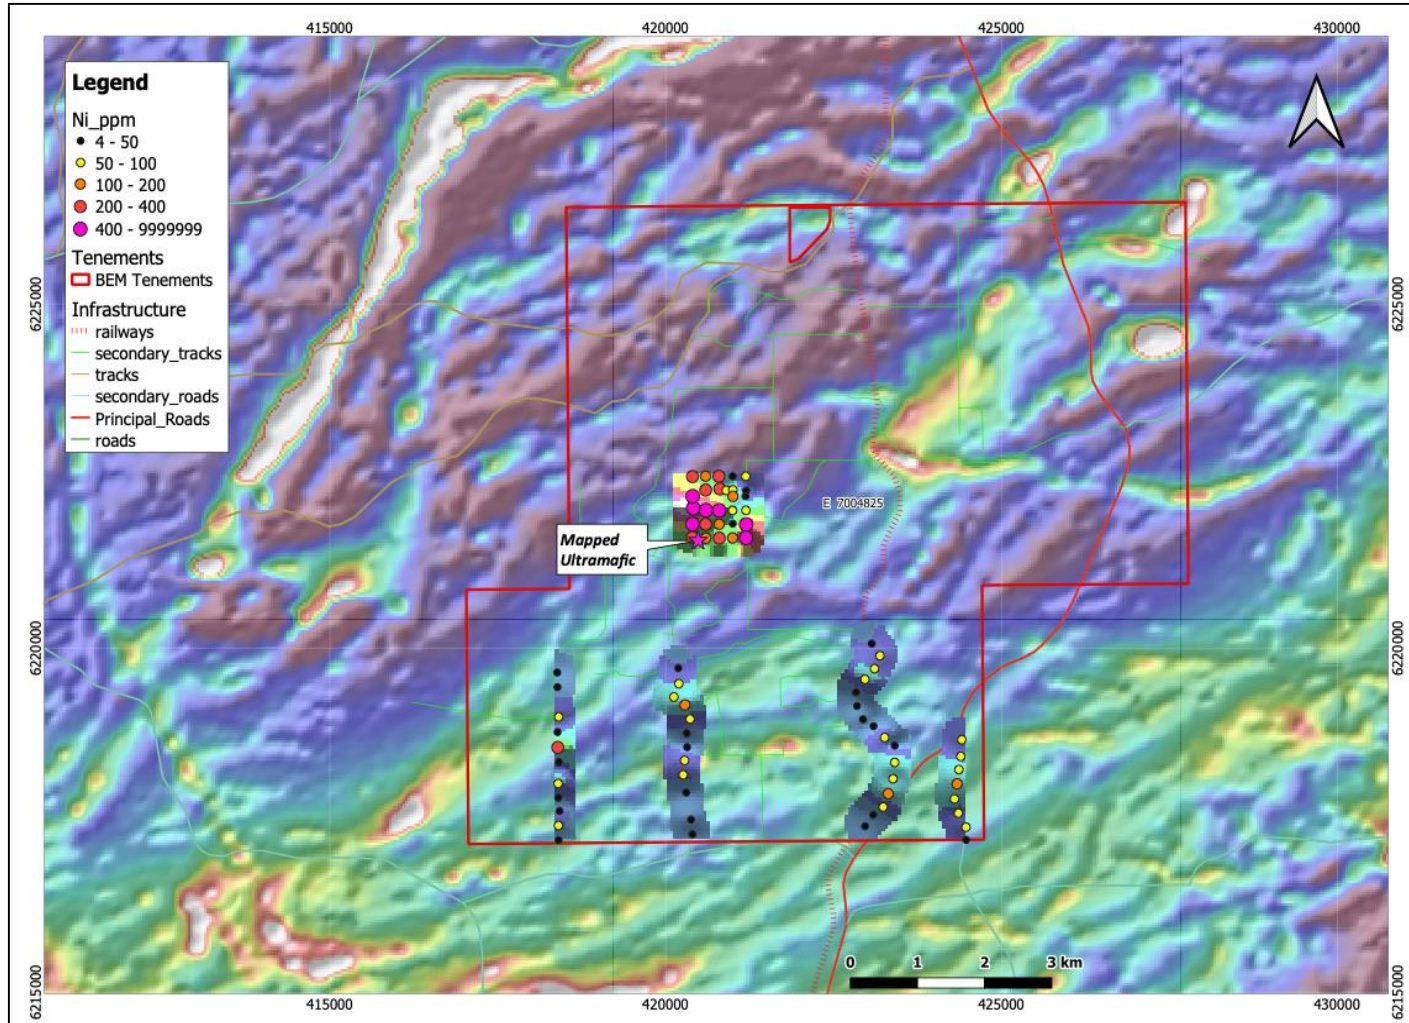 415000
420000
425000
430000
Legend
Ni_ppm
4 - 50
50 - 100
100 - 200
200 - 400
400 - 9999999
Tenements
BEM Tenements
Infrastructure
railways
secondary_tracks
tracks
secondary_roads
Principal_Roads
roads
6225000
6225000
E 7004825
Mapped
Ultramafic
6220000
6220000
0 1 2 3 km
6215000
6215000
415000
420000
425000
430000